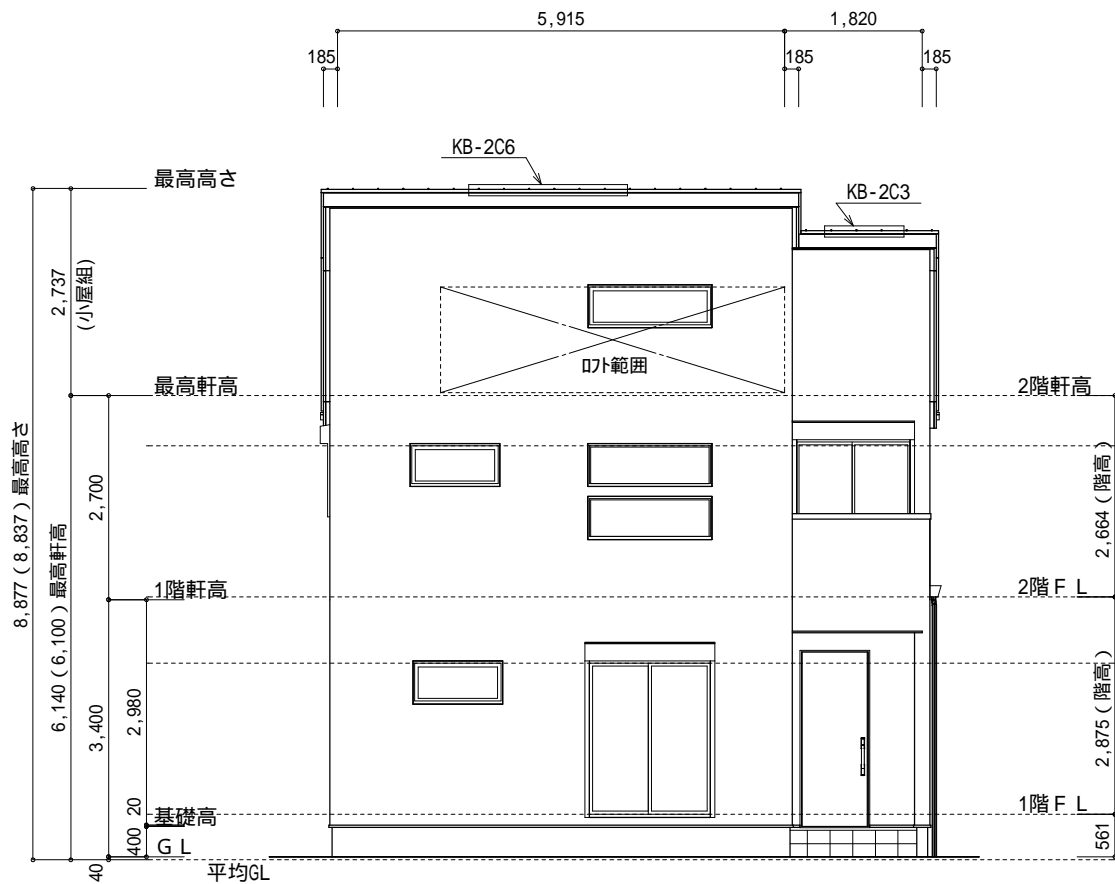 5,915
1,820
185
185
185
KB-2C6
KB-2C3
最高高さ
2,737
(小屋組)
ﾛﾌﾄ範囲
最高軒高
2階軒高
8,877(8,837)最高高さ
6,140(6,100)最高軒高
2,700
2,664(階高)
1階軒高
2階FL
3,400
2,980
2,875(階高)
20
基礎高
1階FL
400
GL
561
40
平均GL